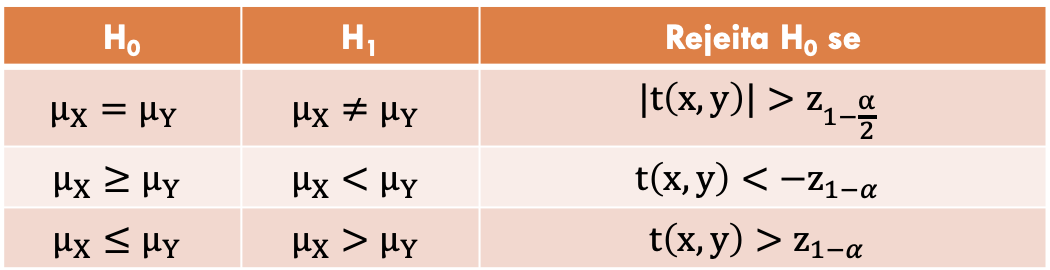 H₀ H₁ Rejeita H₀ se
μX = μY μX ≠ μY |t(x, y)| > z1−α/2
μX ≥ μY μX < μY t(x, y) < −z1−α
μX ≤ μY μX > μY t(x, y) > z1−α